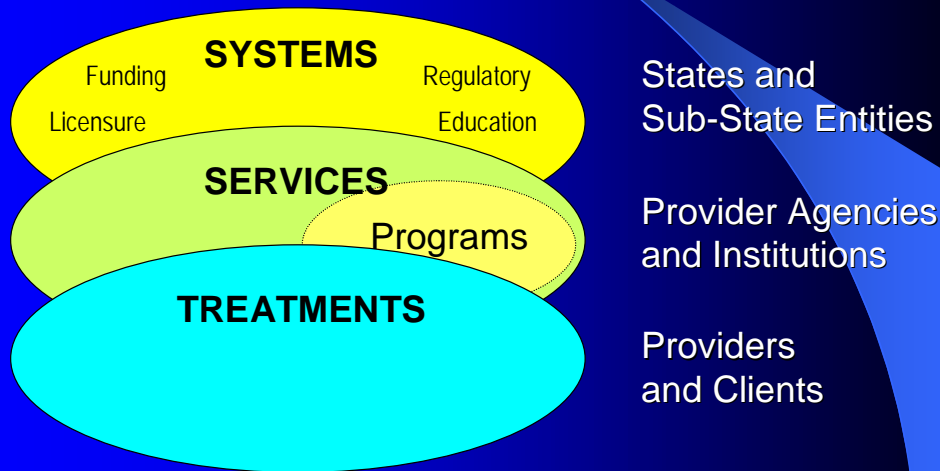 SYSTEMS
Funding
Regulatory
Licensure
Education
States and
Sub-State Entities
SERVICES
Programs
Provider Agencies
and Institutions
TREATMENTS
Providers
and Clients